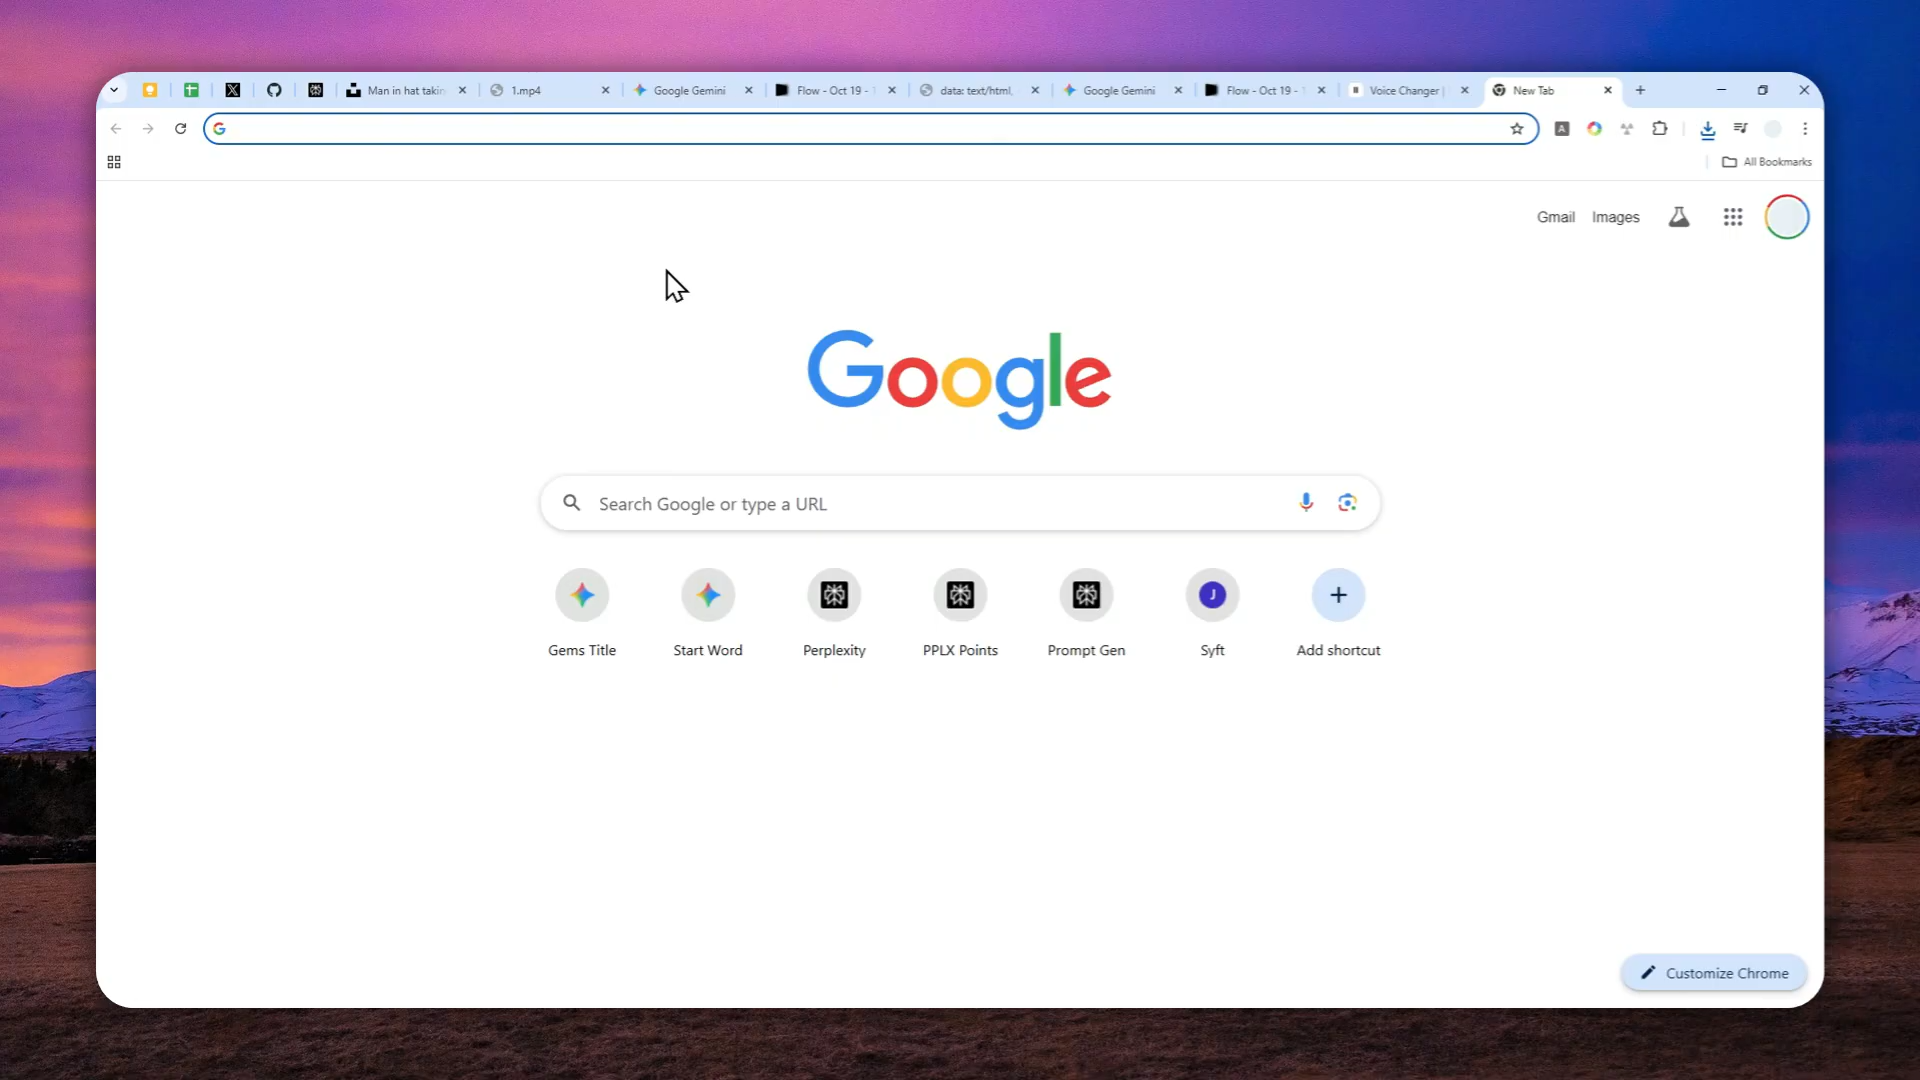 Man in hat takin
1.mp4
Google Gemini
Flow - Oct 19 -
data: text/html,
Google Gemini
Flow - Oct 19 -
Voice Changer |
New Tab
A
All Bookmarks
Gmail
Images
Google
Search Google or type a URL
J
Gems Title
Start Word
Perplexity
PPLX Points
Prompt Gen
Syft
Add shortcut
Customize Chrome